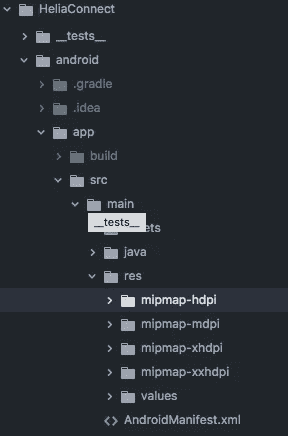 HeliaConnect
__tests__
android
.gradle
.idea
app
build
src
main
__tests__
java
res
mipmap-hdpi
mipmap-mdpi
mipmap-xhdpi
mipmap-xxhdpi
values
AndroidManifest.xml